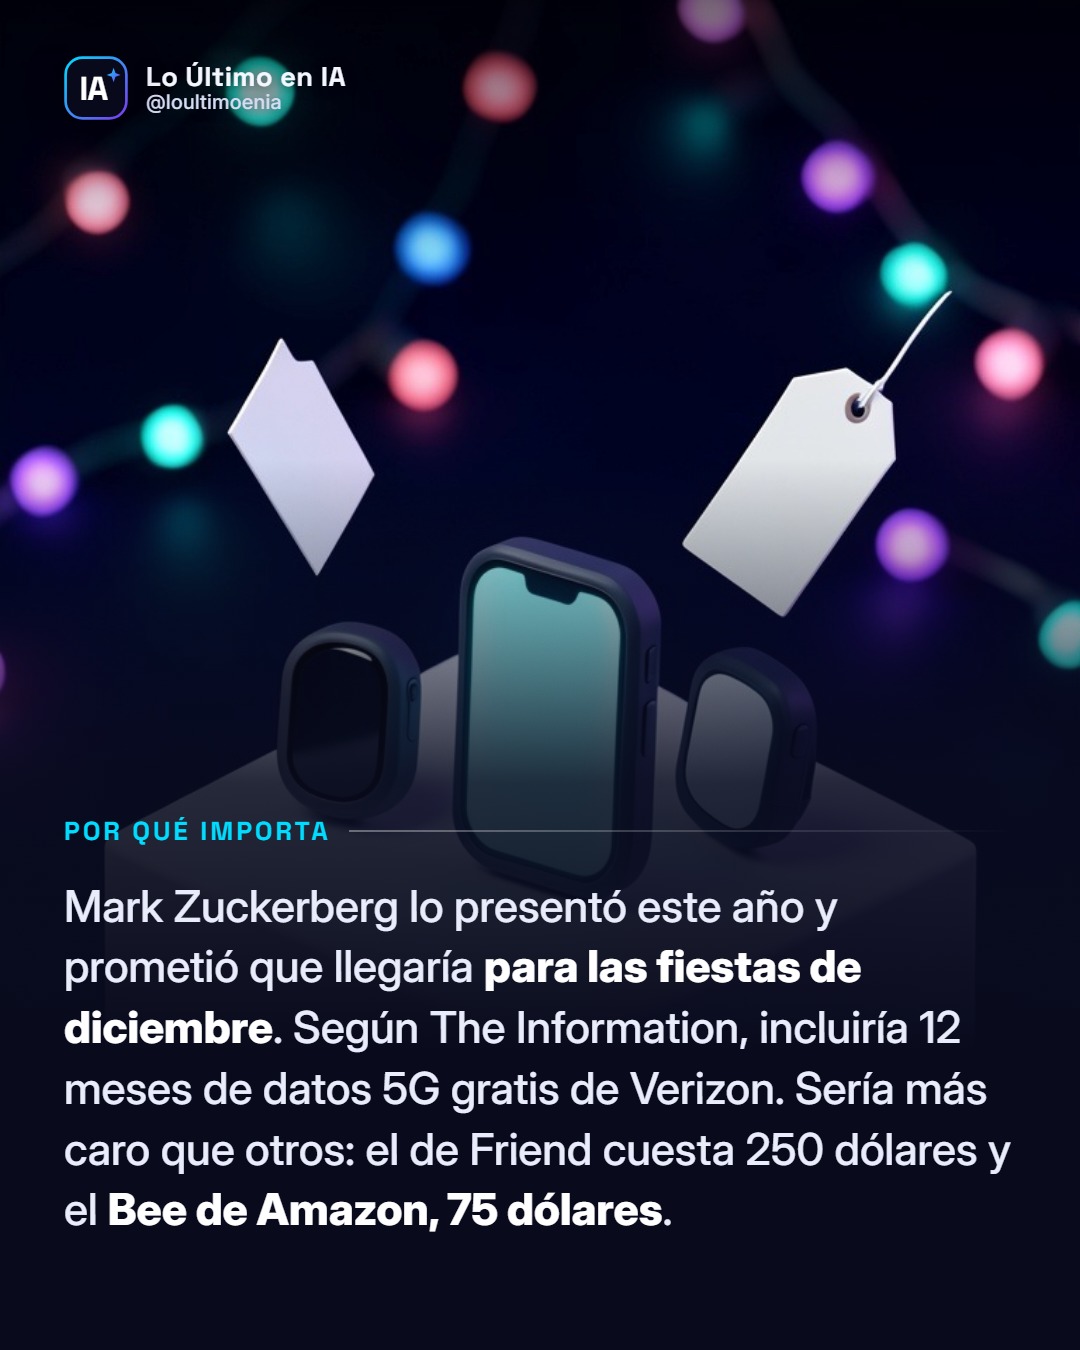 IA
Lo Último en IA
@loultimoenia
POR QUÉ IMPORTA
Mark Zuckerberg lo presentó este año y
prometió que llegaría para las fiestas de
diciembre. Según The Information, incluiría 12
meses de datos 5G gratis de Verizon. Sería más
caro que otros: el de Friend cuesta 250 dólares y
el Bee de Amazon, 75 dólares.